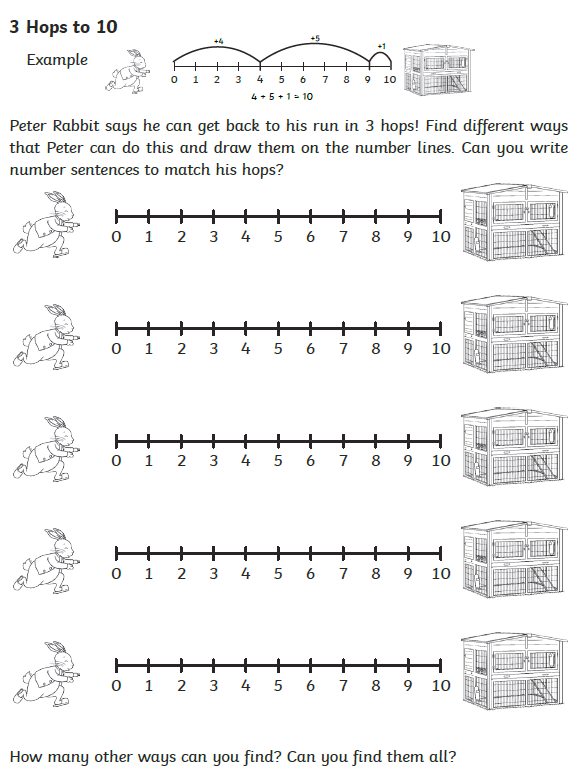 3 Hops to 10
Example
+4 +5 +1
0 1 2 3 4 5 6 7 8 9 10
4 + 5 + 1 = 10
Peter Rabbit says he can get back to his run in 3 hops! Find different ways
that Peter can do this and draw them on the number lines. Can you write
number sentences to match his hops?
0 1 2 3 4 5 6 7 8 9 10
0 1 2 3 4 5 6 7 8 9 10
0 1 2 3 4 5 6 7 8 9 10
0 1 2 3 4 5 6 7 8 9 10
0 1 2 3 4 5 6 7 8 9 10
How many other ways can you find? Can you find them all?